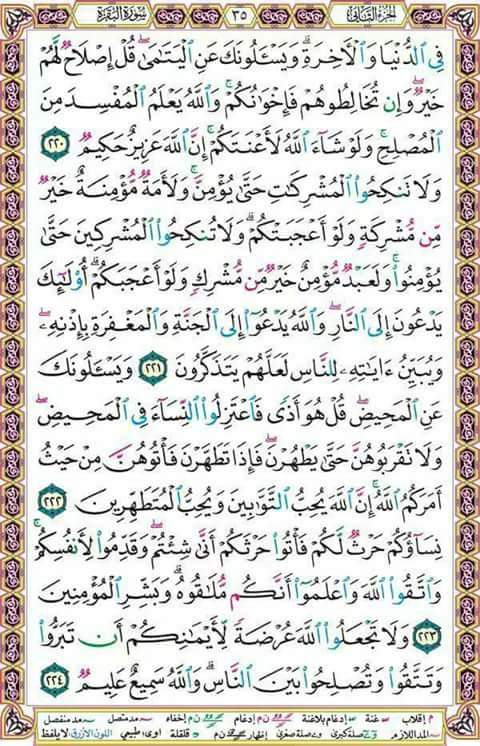 الجزء الثاني ٣٥ سورة البقرة
فِي الدُّنْيَا وَالْآخِرَةِ ۗ وَيَسْـَٔلُونَكَ عَنِ الْيَتَامَىٰ ۖ قُلْ إِصْلَاحٌ لَّهُمْ
خَيْرٌ ۖ وَإِن تُخَالِطُوهُمْ فَإِخْوَانُكُمْ ۚ وَاللَّهُ يَعْلَمُ الْمُفْسِدَ مِنَ
الْمُصْلِحِ ۚ وَلَوْ شَاءَ اللَّهُ لَأَعْنَتَكُمْ ۚ إِنَّ اللَّهَ عَزِيزٌ حَكِيمٌ ٢٢٠
وَلَا تَنكِحُوا الْمُشْرِكَاتِ حَتَّىٰ يُؤْمِنَّ ۚ وَلَأَمَةٌ مُّؤْمِنَةٌ خَيْرٌ
مِّن مُّشْرِكَةٍ وَلَوْ أَعْجَبَتْكُمْ ۗ وَلَا تُنكِحُوا الْمُشْرِكِينَ حَتَّىٰ
يُؤْمِنُوا ۚ وَلَعَبْدٌ مُّؤْمِنٌ خَيْرٌ مِّن مُّشْرِكٍ وَلَوْ أَعْجَبَكُمْ ۗ أُولَٰئِكَ
يَدْعُونَ إِلَى النَّارِ ۖ وَاللَّهُ يَدْعُوا إِلَى الْجَنَّةِ وَالْمَغْفِرَةِ بِإِذْنِهِ ۖ
وَيُبَيِّنُ ءَايَاتِهِ لِلنَّاسِ لَعَلَّهُمْ يَتَذَكَّرُونَ ٢٢١ وَيَسْـَٔلُونَكَ
عَنِ الْمَحِيضِ ۖ قُلْ هُوَ أَذًى فَاعْتَزِلُوا النِّسَاءَ فِي الْمَحِيضِ ۖ
وَلَا تَقْرَبُوهُنَّ حَتَّىٰ يَطْهُرْنَ ۖ فَإِذَا تَطَهَّرْنَ فَأْتُوهُنَّ مِنْ حَيْثُ
أَمَرَكُمُ اللَّهُ ۚ إِنَّ اللَّهَ يُحِبُّ التَّوَّابِينَ وَيُحِبُّ الْمُتَطَهِّرِينَ ٢٢٢
نِسَاؤُكُمْ حَرْثٌ لَّكُمْ فَأْتُوا حَرْثَكُمْ أَنَّىٰ شِئْتُمْ ۖ وَقَدِّمُوا لِأَنفُسِكُمْ ۚ
وَاتَّقُوا اللَّهَ وَاعْلَمُوا أَنَّكُم مُّلَاقُوهُ ۗ وَبَشِّرِ الْمُؤْمِنِينَ
٢٢٣ وَلَا تَجْعَلُوا اللَّهَ عُرْضَةً لِّأَيْمَانِكُمْ أَن تَبَرُّوا
وَتَتَّقُوا وَتُصْلِحُوا بَيْنَ النَّاسِ ۗ وَاللَّهُ سَمِيعٌ عَلِيمٌ ٢٢٤
م إقلاب غنة إدغام بلاغنة ن م إدغام ن م إخفاء مد متصل مد منفصل
المد اللازم صلة كبرى صلة صغرى إظهار ن م قلقلة اوى: طبيعي اللون الأزرق: لا يلفظ